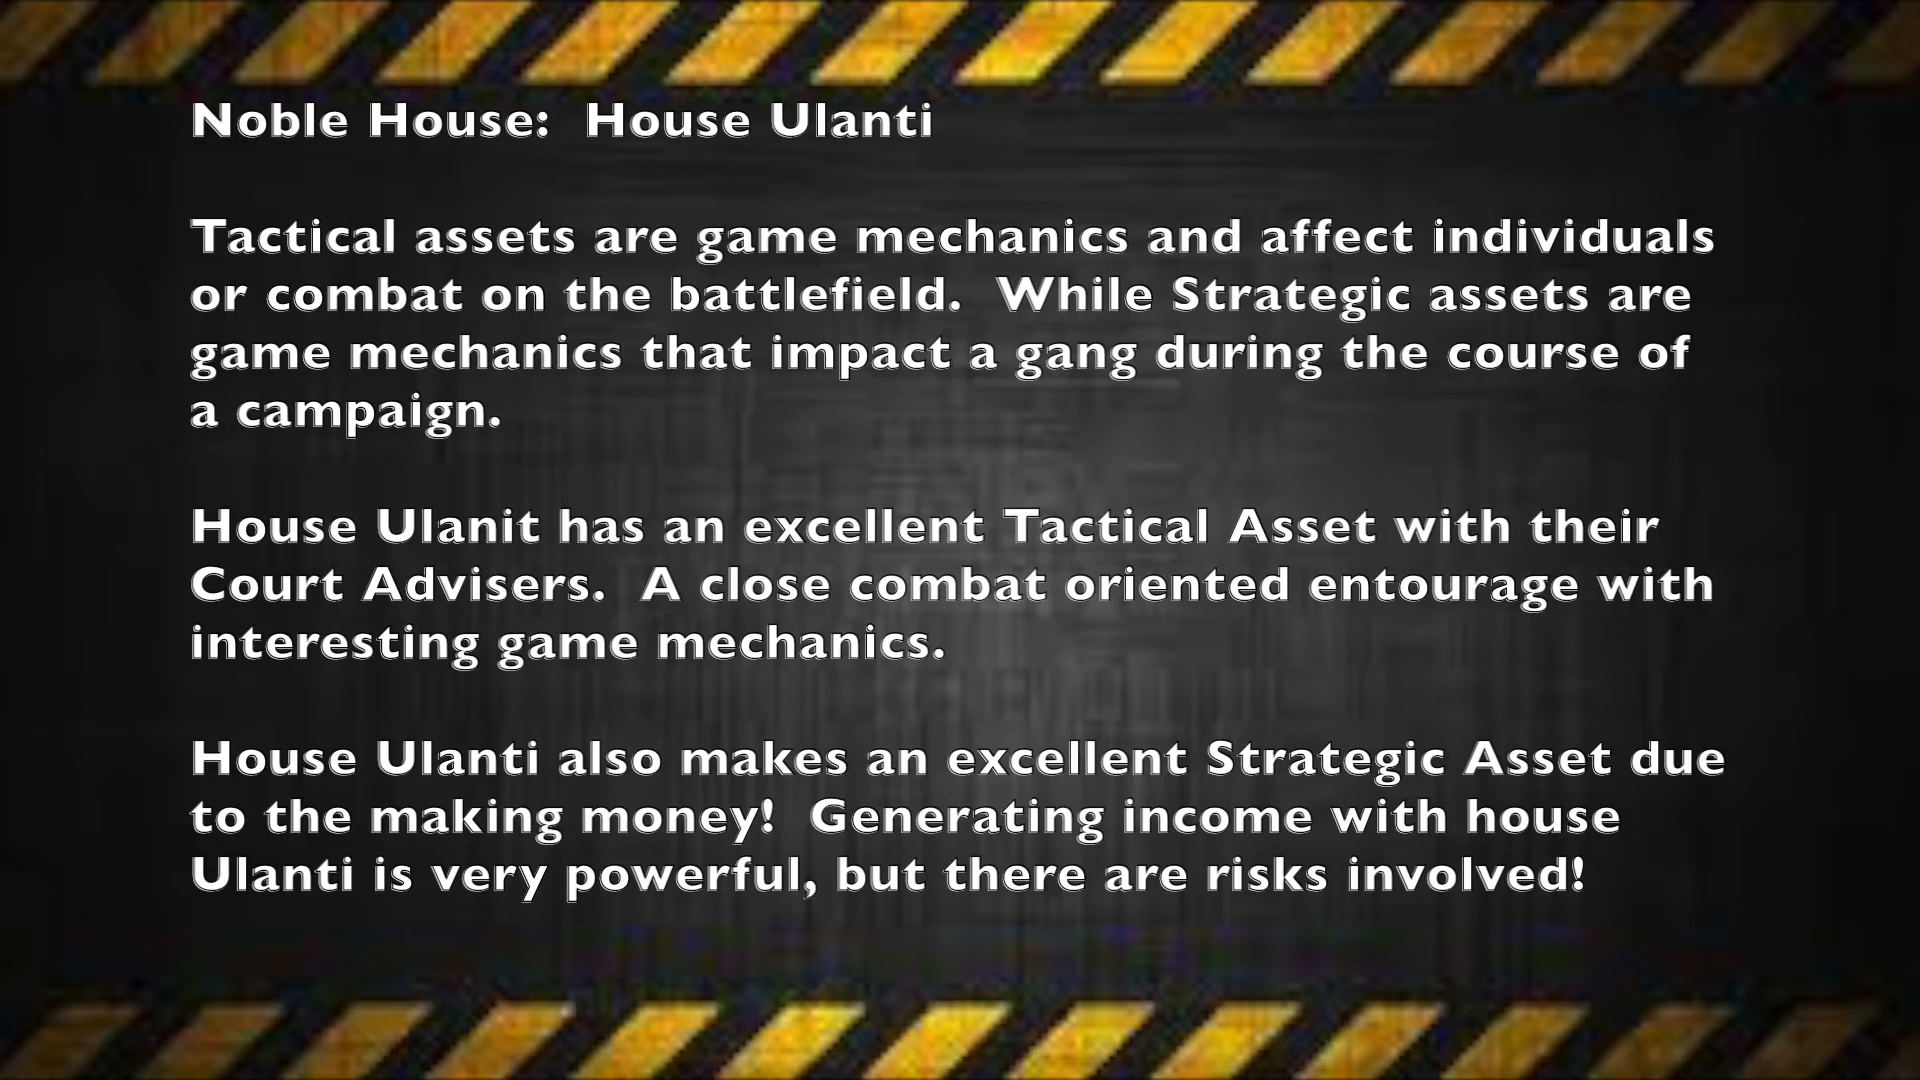 Noble House:  House Ulanti
Tactical assets are game mechanics and affect individuals
or combat on the battlefield.  While Strategic assets are
game mechanics that impact a gang during the course of
a campaign.
House Ulanit has an excellent Tactical Asset with their
Court Advisers.  A close combat oriented entourage with
interesting game mechanics.
House Ulanti also makes an excellent Strategic Asset due
to the making money!  Generating income with house
Ulanti is very powerful, but there are risks involved!